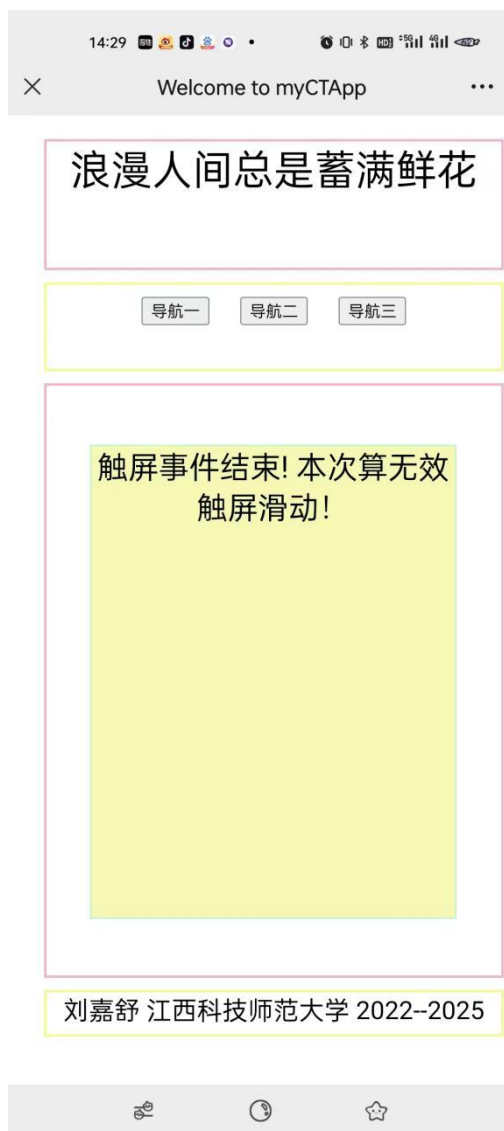 14:29
Welcome to myCTApp
浪漫人间总是蓄满鲜花
导航一 导航二 导航三
触屏事件结束! 本次算无效
触屏滑动!
刘嘉舒 江西科技师范大学 2022--2025